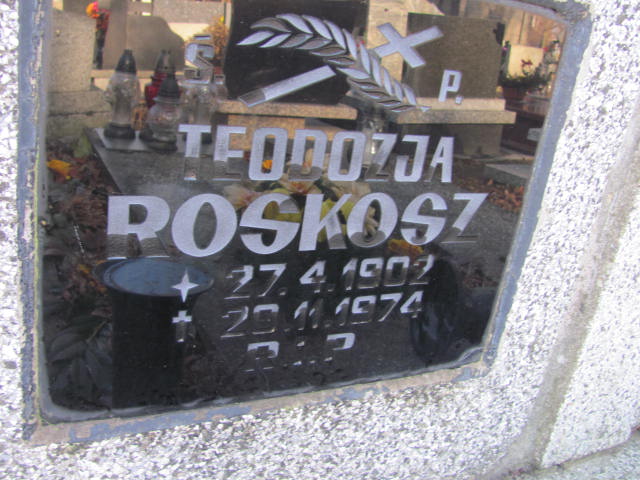 Ś. P.
TEODOZJA
ROSKOSZ
27.4.1902
29.11.1974
R.I.P.